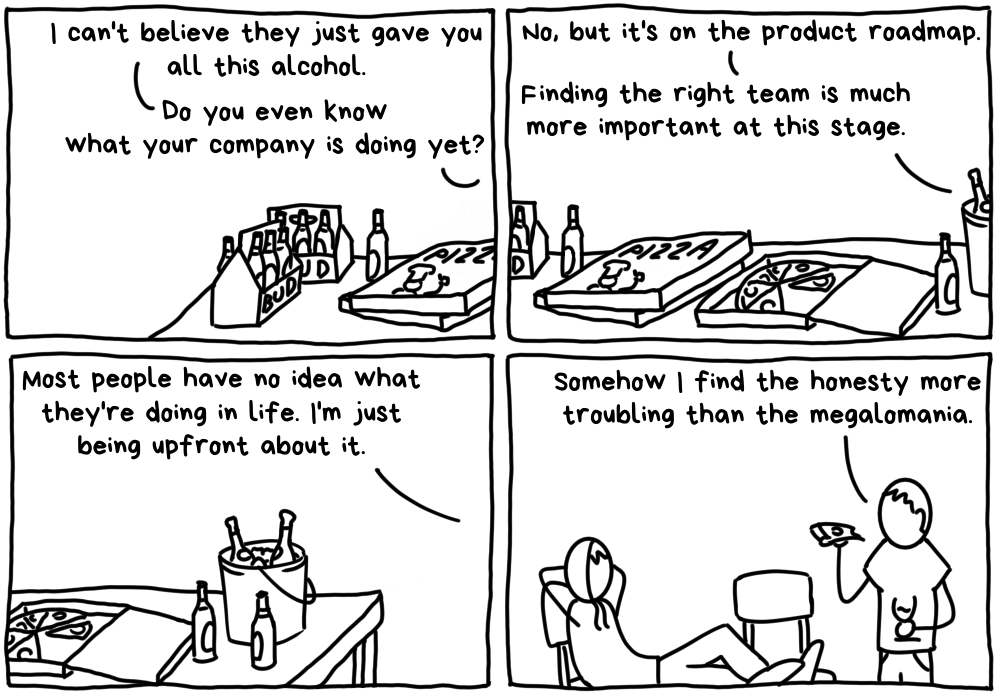 I can't believe they just gave you
all this alcohol.
Do you even know
what your company is doing yet?
BUD
UD
PIZZ
No, but it's on the product roadmap.
Finding the right team is much
more important at this stage.
D
PIZZA
Most people have no idea what
they're doing in life. I'm just
being upfront about it.
Somehow I find the honesty more
troubling than the megalomania.